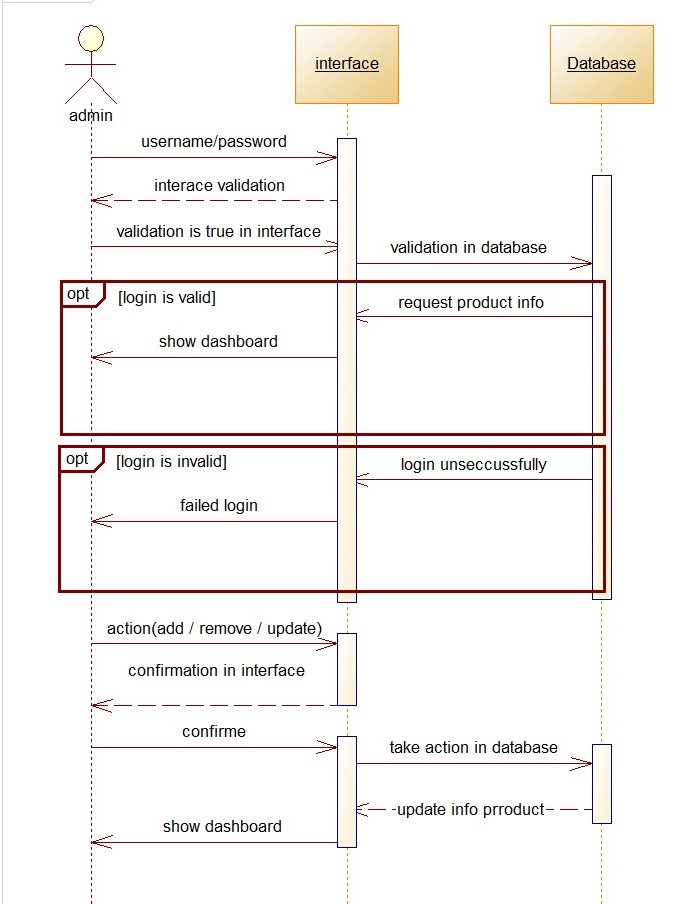 interface
Database
admin
username/password
interace validation
validation is true in interface
validation in database
opt
[login is valid]
request product info
show dashboard
opt
[login is invalid]
login unseccussfully
failed login
action(add / remove / update)
confirmation in interface
confirme
take action in database
update info prroduct
show dashboard